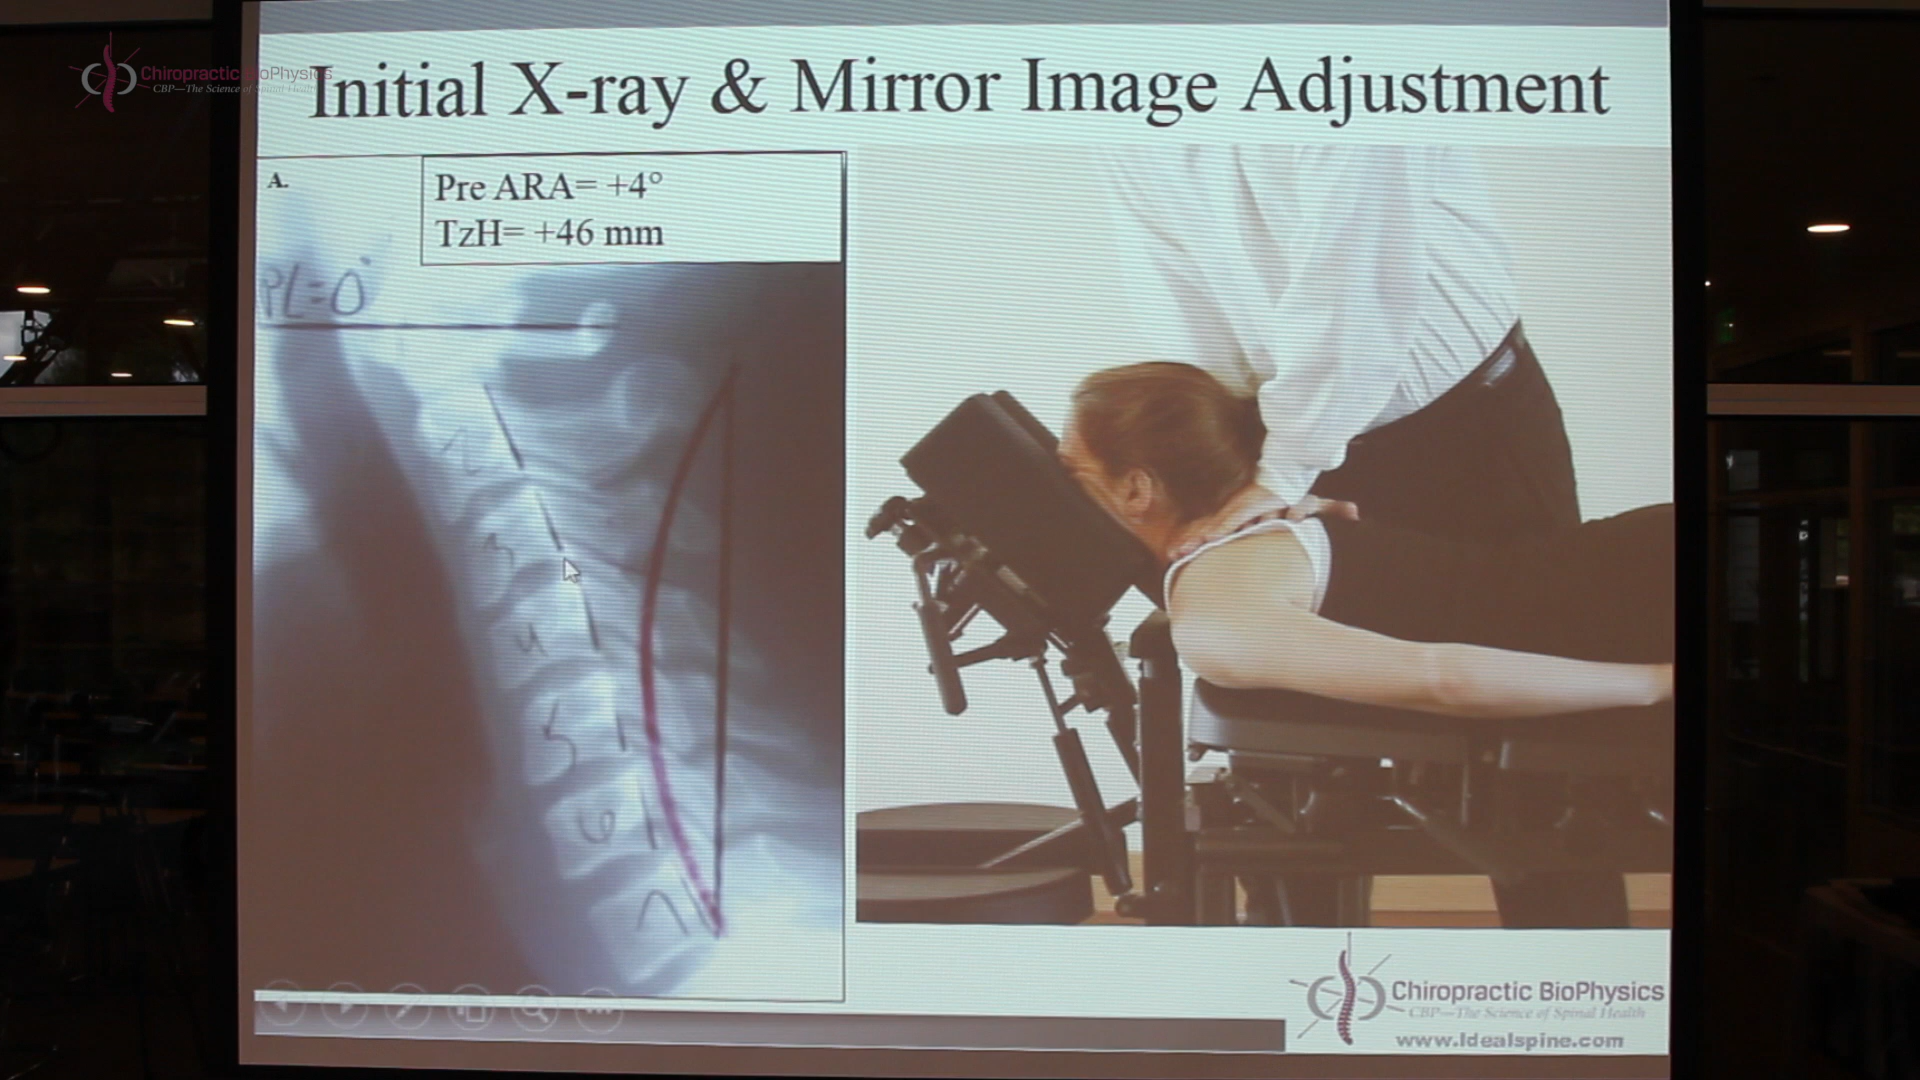 Chiropractic BioPhysics
CBP—The Science of Spinal Health
Initial X-ray & Mirror Image Adjustment
A.
Pre ARA= +4°
TzH= +46 mm
PL=0°
2
3
4
5
6
7
Chiropractic BioPhysics
CBP—The Science of Spinal Health
www.Idealspine.com